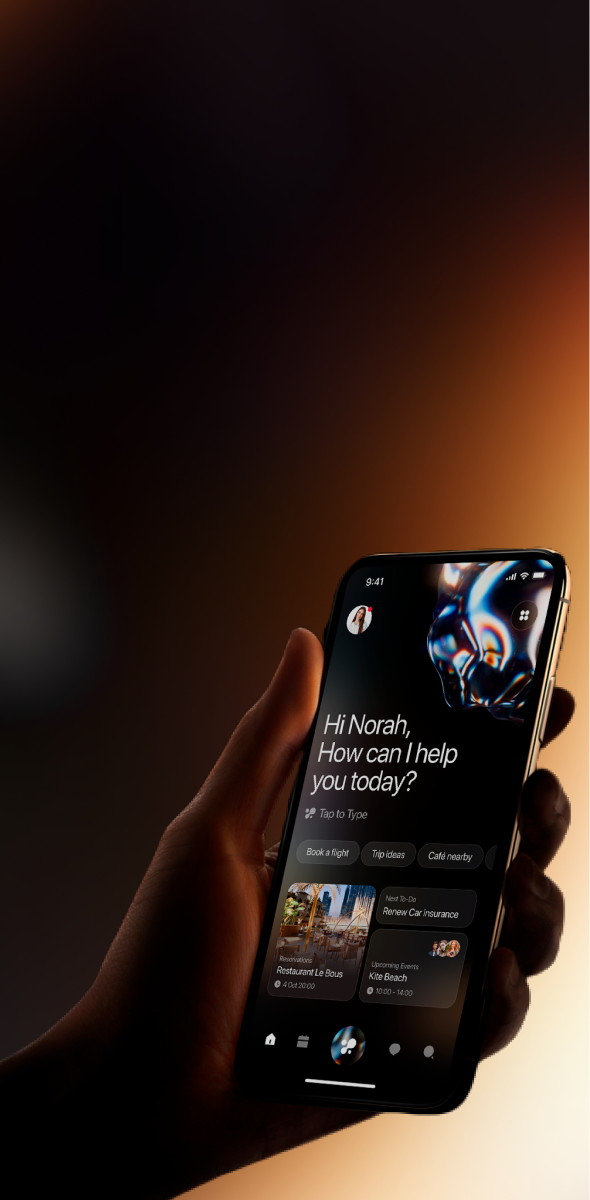 9:41
Hi Norah,
How can I help
you today?
Tap to Type
Book a flight
Trip ideas
Café nearby
Reservations
Restaurant Le Bous
4 Oct 20:00
Next To-Do
Renew Car insurance
Upcoming Events
Kite Beach
10:00 - 14:00